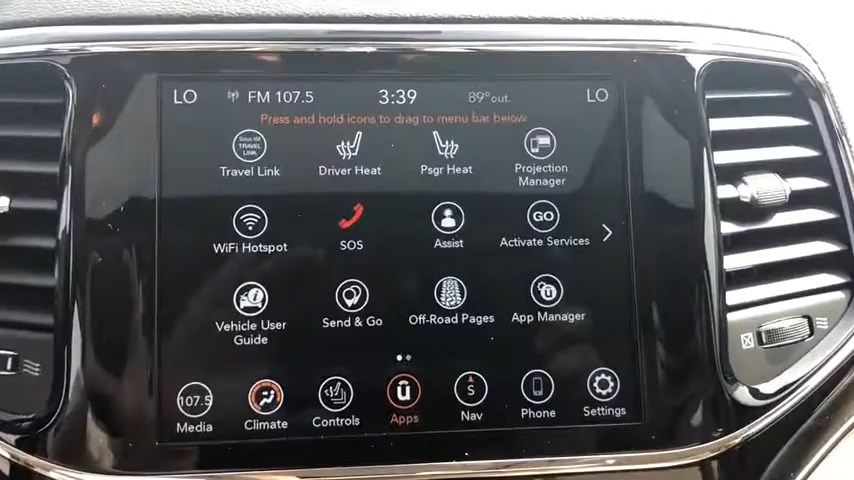 LO FM 107.5 3:39 89° out. LO
Press and hold icons to drag to menu bar below
SiriusXM
TRAVEL
LINK
Travel Link Driver Heat Psgr Heat Projection
Manager
GO
WiFi Hotspot SOS Assist Activate Services
Vehicle User
Guide
Send & Go Off-Road Pages App Manager
107.5 S
Media Climate Controls Apps Nav Phone Settings